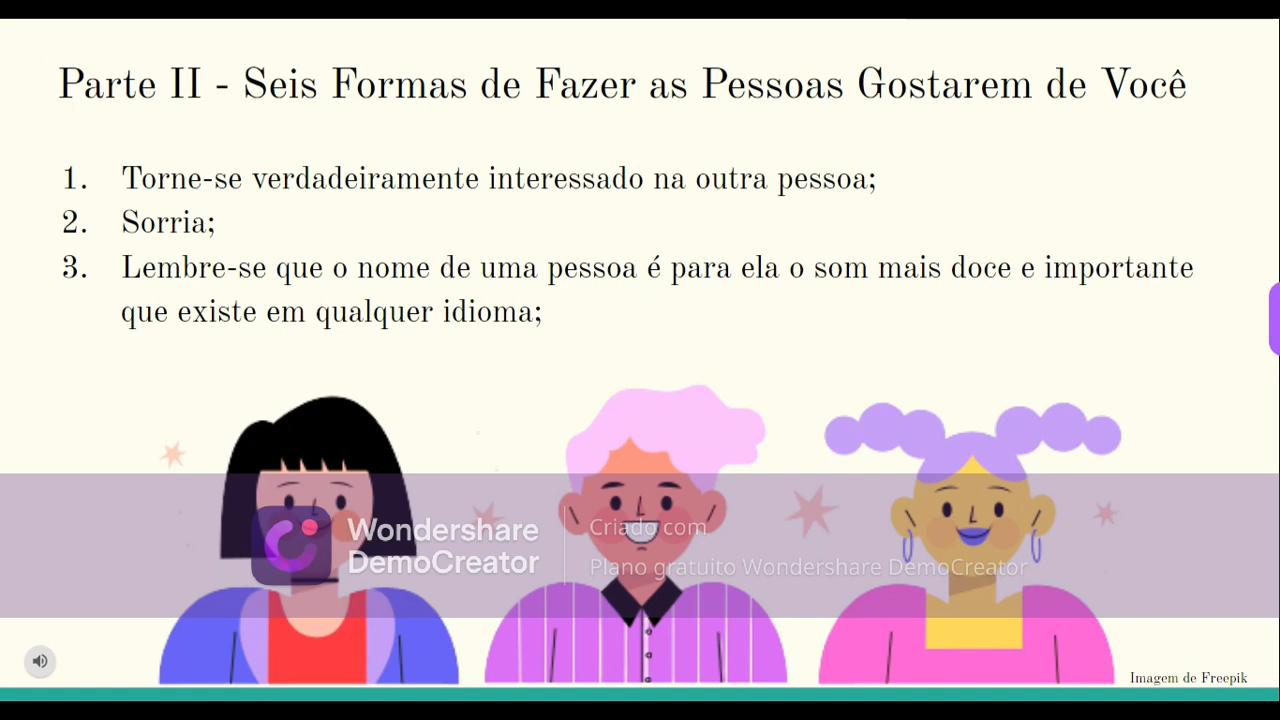 Parte II - Seis Formas de Fazer as Pessoas Gostarem de Você
1. Torne-se verdadeiramente interessado na outra pessoa;
2. Sorria;
3. Lembre-se que o nome de uma pessoa é para ela o som mais doce e importante
que existe em qualquer idioma;
Wondershare
DemoCreator
Criado com
Plano gratuito Wondershare DemoCreator
Imagem de Freepik